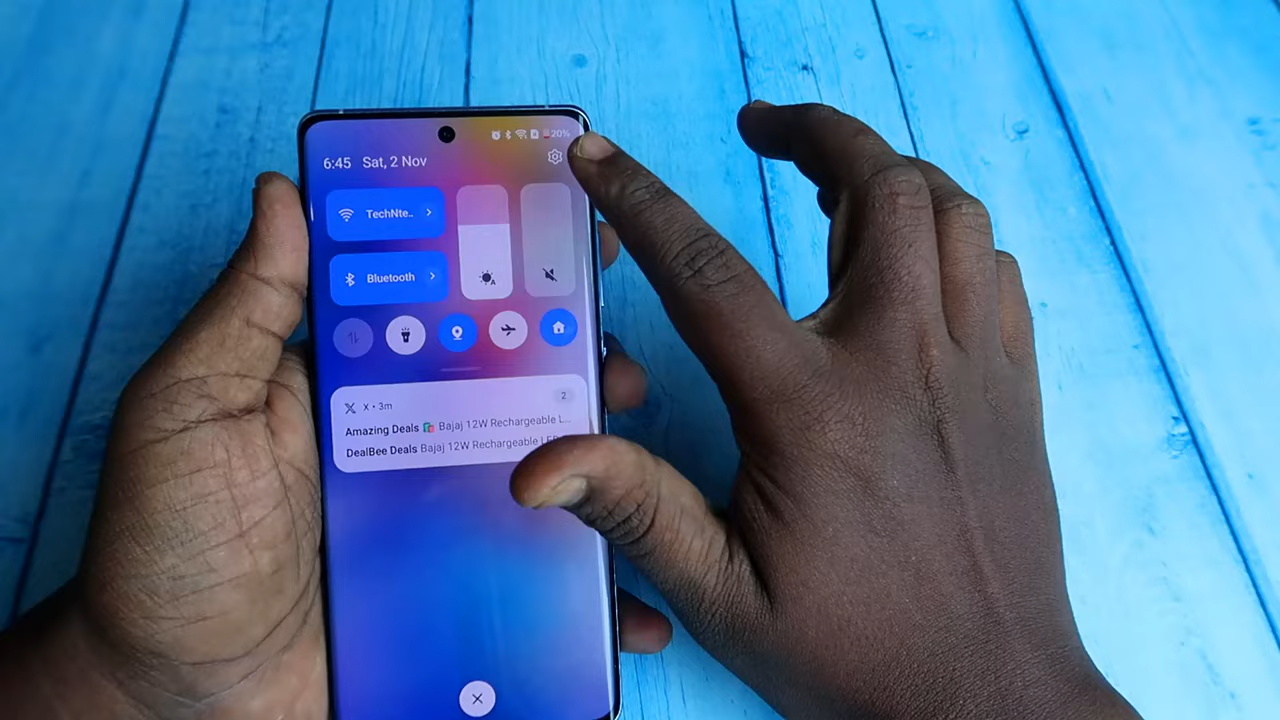 20%
6:45 Sat, 2 Nov
TechNte..
Bluetooth
X • 3m 2
Amazing Deals 🛍️ Bajaj 12W Rechargeable L...
DealBee Deals Bajaj 12W Rechargeable LED